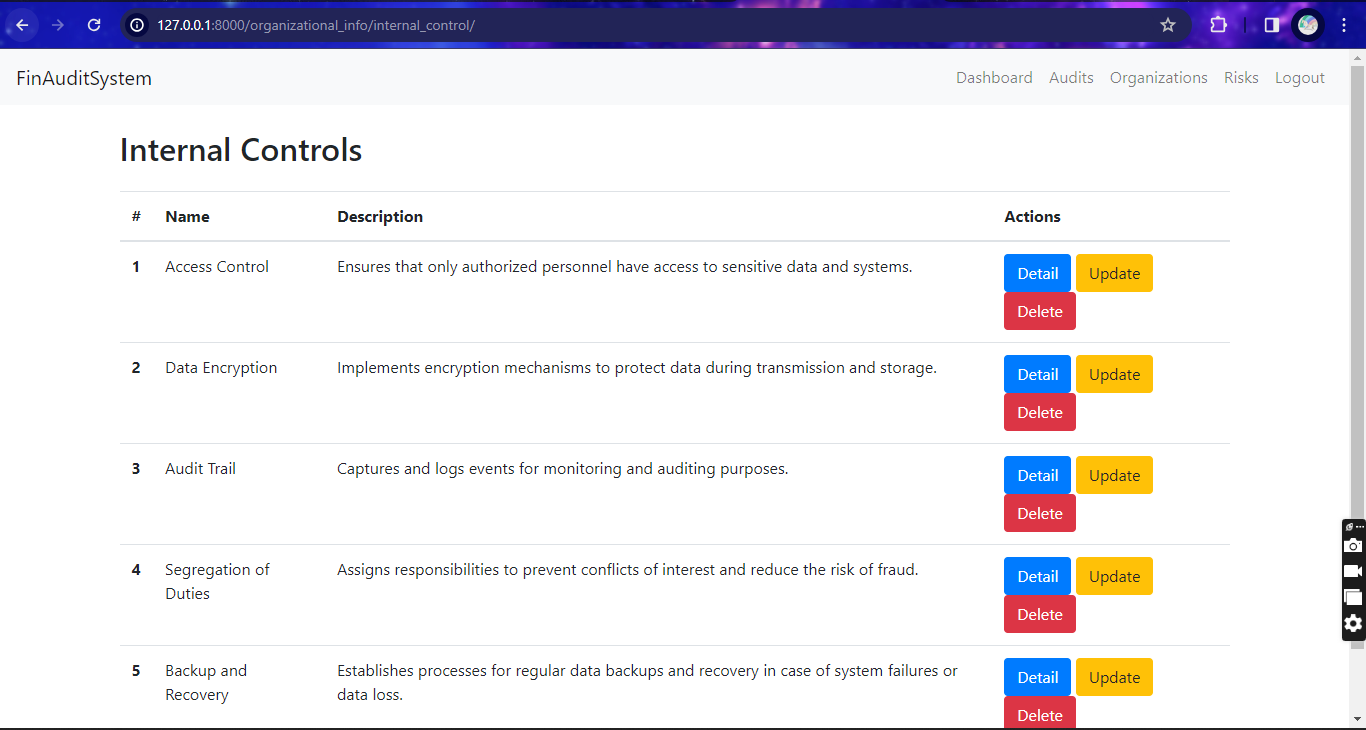 127.0.0.1:8000/organizational_info/internal_control/
FinAuditSystem
Dashboard Audits Organizations Risks Logout
Internal Controls
# Name Description Actions
1 Access Control Ensures that only authorized personnel have access to sensitive data and systems. Detail Update
Delete
2 Data Encryption Implements encryption mechanisms to protect data during transmission and storage. Detail Update
Delete
3 Audit Trail Captures and logs events for monitoring and auditing purposes. Detail Update
Delete
4 Segregation of Assigns responsibilities to prevent conflicts of interest and reduce the risk of fraud. Detail Update
Duties Delete
5 Backup and Establishes processes for regular data backups and recovery in case of system failures or Detail Update
Recovery data loss. Delete